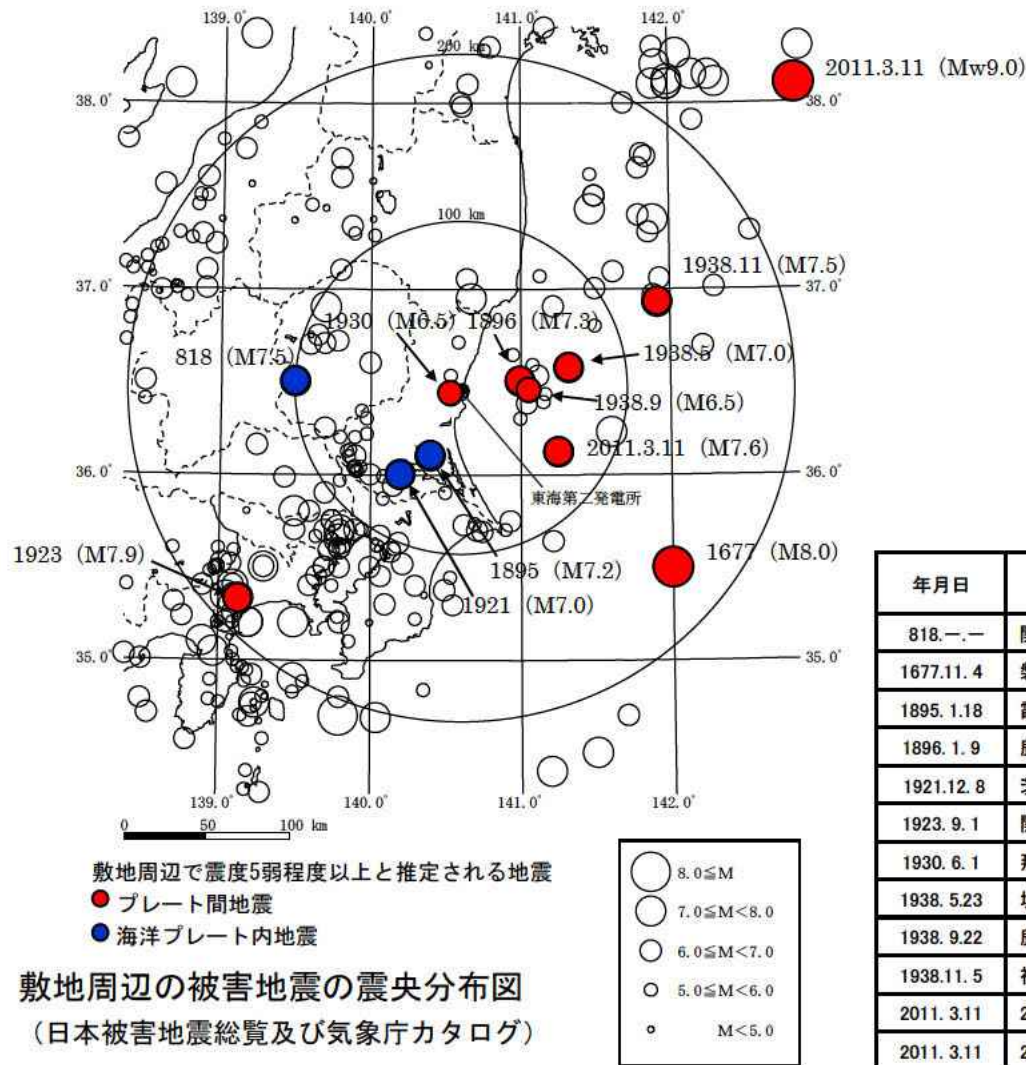 139.0°
140.0°
141.0°
142.0°
200 km
2011.3.11 (Mw9.0)
38.0°
38.0°
100 km
1938.11 (M7.5)
37.0°
37.0°
1930 (M6.5)
1896 (M7.3)
818 (M7.5)
1938.5 (M7.0)
1938.9 (M6.5)
2011.3.11 (M7.6)
36.0°
36.0°
東海第二発電所
1923 (M7.9)
1895 (M7.2)
1677 (M8.0)
1921 (M7.0)
35.0°
35.0°
139.0°
140.0°
141.0°
142.0°
0 50 100 km
敷地周辺で震度5弱程度以上と推定される地震
プレート間地震
海洋プレート内地震
敷地周辺の被害地震の震央分布図
（日本被害地震総覧及び気象庁カタログ）
8.0≦M
7.0≦M<8.0
6.0≦M<7.0
5.0≦M<6.0
M<5.0
年月日
818.－.－
1677.11.4
1895.1.18
1896.1.9
1921.12.8
1923.9.1
1930.6.1
1938.5.23
1938.9.22
1938.11.5
2011.3.11 2
2011.3.11 2